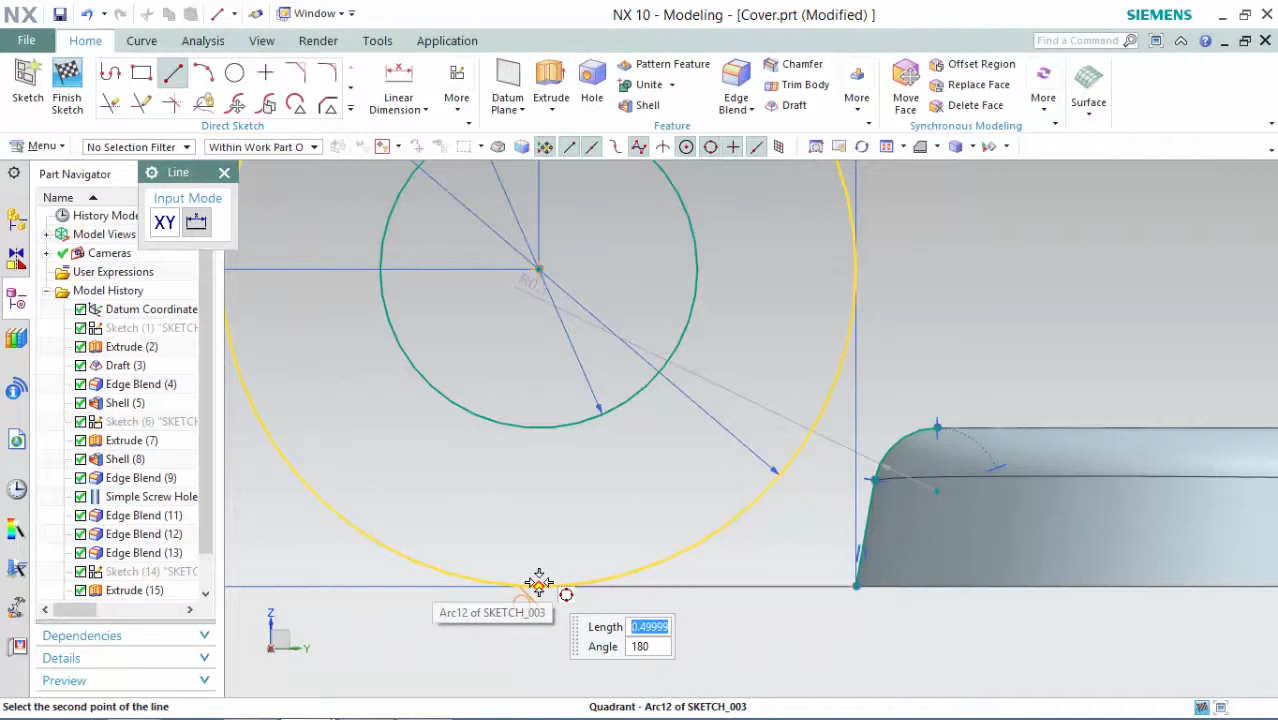 NX Window NX 10 - Modeling - [Cover.prt (Modified) ] SIEMENS
File Home Curve Analysis View Render Tools Application Find a Command
Sketch Finish Sketch Linear Dimension More Datum Plane Extrude Hole Pattern Feature Unite Shell Edge Blend Chamfer Trim Body Draft More Move Face Offset Region Replace Face Delete Face More Surface
Direct Sketch Feature Synchronous Modeling
Menu No Selection Filter Within Work Part O
Part Navigator
Name
History Mode
Model Views
Cameras
User Expressions
Model History
Datum Coordinate
Sketch (1) "SKETCH
Extrude (2)
Draft (3)
Edge Blend (4)
Shell (5)
Sketch (6) "SKETC
Extrude (7)
Shell (8)
Edge Blend (9)
Simple Screw Hole
Edge Blend (11)
Edge Blend (12)
Edge Blend (13)
Sketch (14) "SKETC
Extrude (15)
Dependencies
Details
Preview
Line
Input Mode
XY
Arc12 of SKETCH_003
Length 0.49999
Angle 180
Z
Y
Select the second point of the line
Quadrant - Arc12 of SKETCH_003